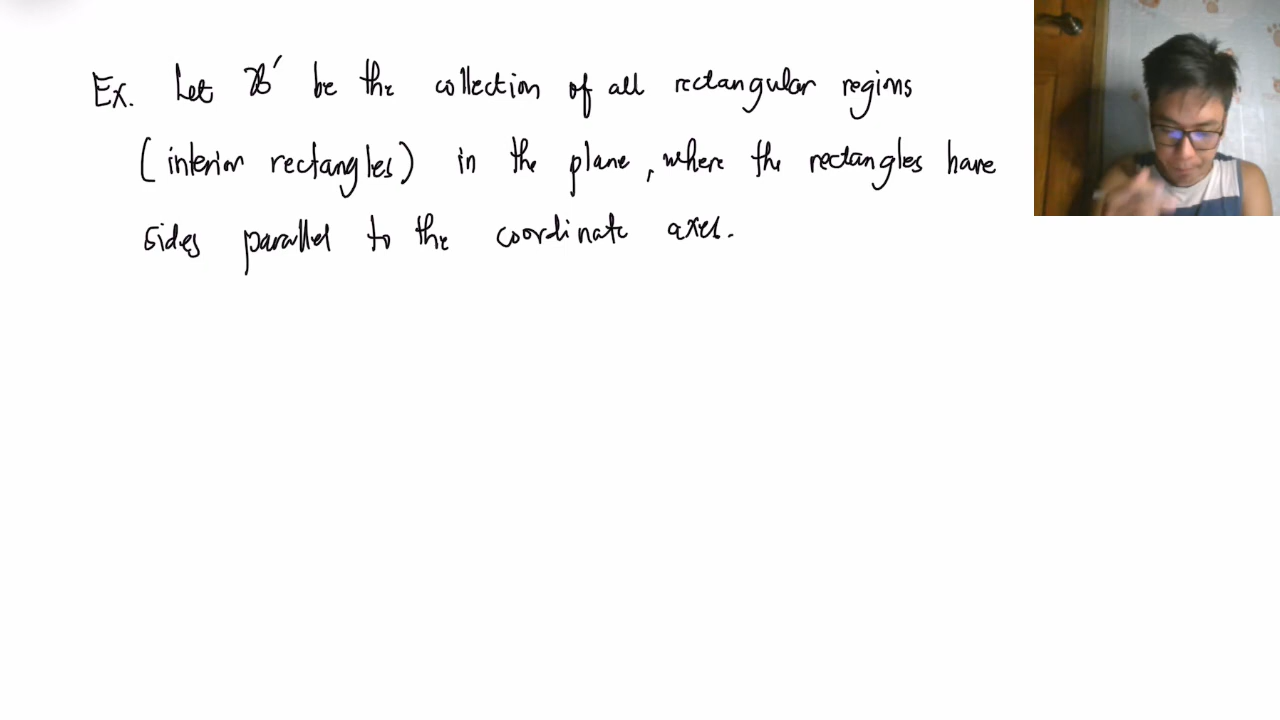 Ex. Let ℬ' be the collection of all rectangular regions
(interior rectangles) in the plane, where the rectangles have
sides parallel to the coordinate axes.